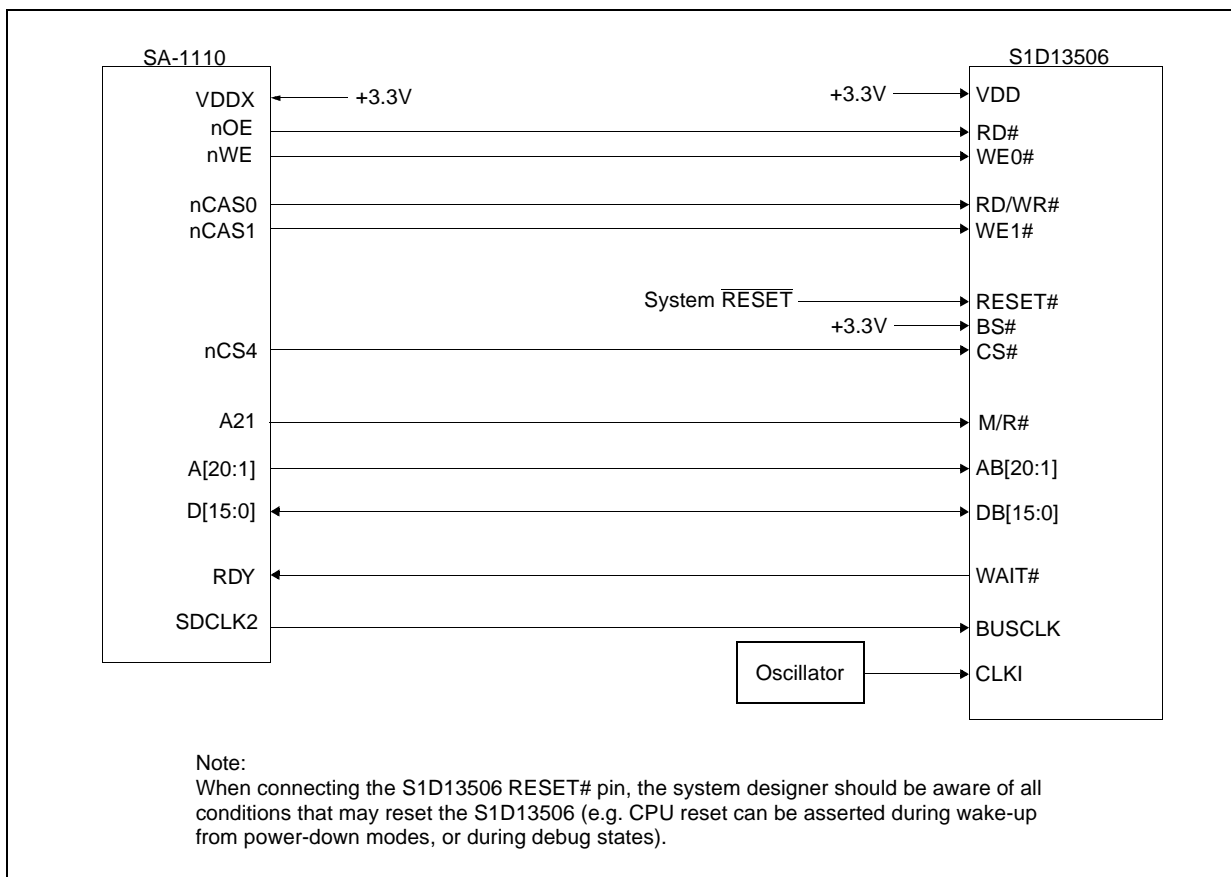 SA-1110 S1D13506
VDDX +3.3V +3.3V VDD
nOE RD#
nWE WE0#
nCAS0 RD/WR#
nCAS1 WE1#
System RESET RESET#
+3.3V BS#
nCS4 CS#
A21 M/R#
A[20:1] AB[20:1]
D[15:0] DB[15:0]
RDY WAIT#
SDCLK2 BUSCLK
Oscillator CLKI
Note:
When connecting the S1D13506 RESET# pin, the system designer should be aware of all
conditions that may reset the S1D13506 (e.g. CPU reset can be asserted during wake-up
from power-down modes, or during debug states).